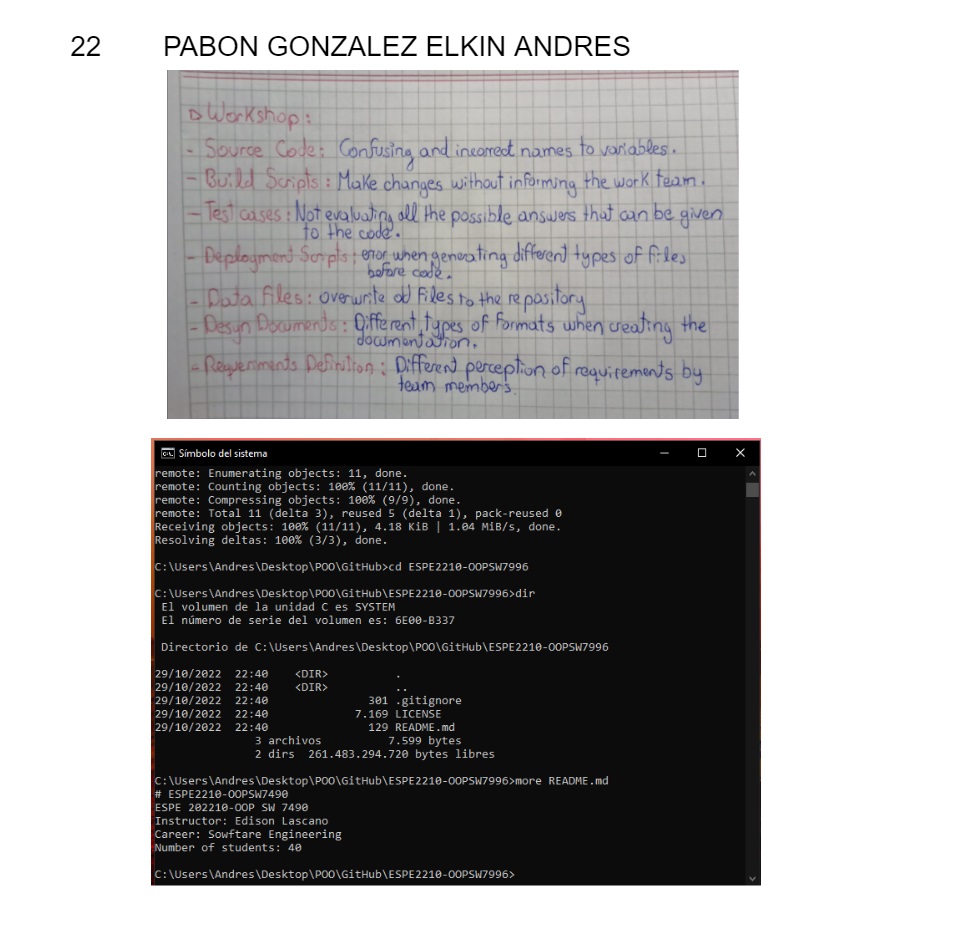 22 PABON GONZALEZ ELKIN ANDRES
Workshop:
- Source Code: Confusing and incorrect names to variables.
- Build Scripts: Make changes without informing the work team.
- Test cases: Not evaluating all the possible answers that can be given
to the code.
- Deployment Scripts: error when generating different types of files
before code.
- Data files: overwrite old files to the repository
- Desyn Documents: Different types of formats when creating the
documentation.
- Requeriments Definition: Different perception of requirements by
team members.
Símbolo del sistema
remote: Enumerating objects: 11, done.
remote: Counting objects: 100% (11/11), done.
remote: Compressing objects: 100% (9/9), done.
remote: Total 11 (delta 3), reused 5 (delta 1), pack-reused 0
Receiving objects: 100% (11/11), 4.18 KiB | 1.04 MiB/s, done.
Resolving deltas: 100% (3/3), done.
C:\Users\Andres\Desktop\POO\GitHub>cd ESPE2210-OOPSW7996
C:\Users\Andres\Desktop\POO\GitHub\ESPE2210-OOPSW7996>dir
El volumen de la unidad C es SYSTEM
El número de serie del volumen es: 6E00-B337
Directorio de C:\Users\Andres\Desktop\POO\GitHub\ESPE2210-OOPSW7996
29/10/2022 22:40 <DIR> .
29/10/2022 22:40 <DIR> ..
29/10/2022 22:40 301 .gitignore
29/10/2022 22:40 7.169 LICENSE
29/10/2022 22:40 129 README.md
3 archivos 7.599 bytes
2 dirs 261.483.294.720 bytes libres
C:\Users\Andres\Desktop\POO\GitHub\ESPE2210-OOPSW7996>more README.md
# ESPE2210-OOPSW7490
ESPE 202210-OOP SW 7490
Instructor: Edison Lascano
Career: Sowftare Engineering
Number of students: 40
C:\Users\Andres\Desktop\POO\GitHub\ESPE2210-OOPSW7996>